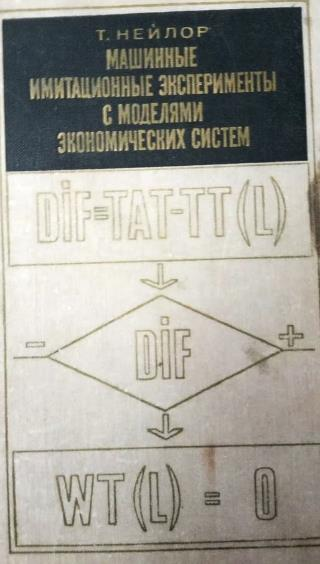 Т. НЕЙЛОР
МАШИННЫЕ
ИМИТАЦИОННЫЕ ЭКСПЕРИМЕНТЫ
С МОДЕЛЯМИ
ЭКОНОМИЧЕСКИХ СИСТЕМ
DiF=TAT-TT(L)
- DiF +
WT(L) = 0